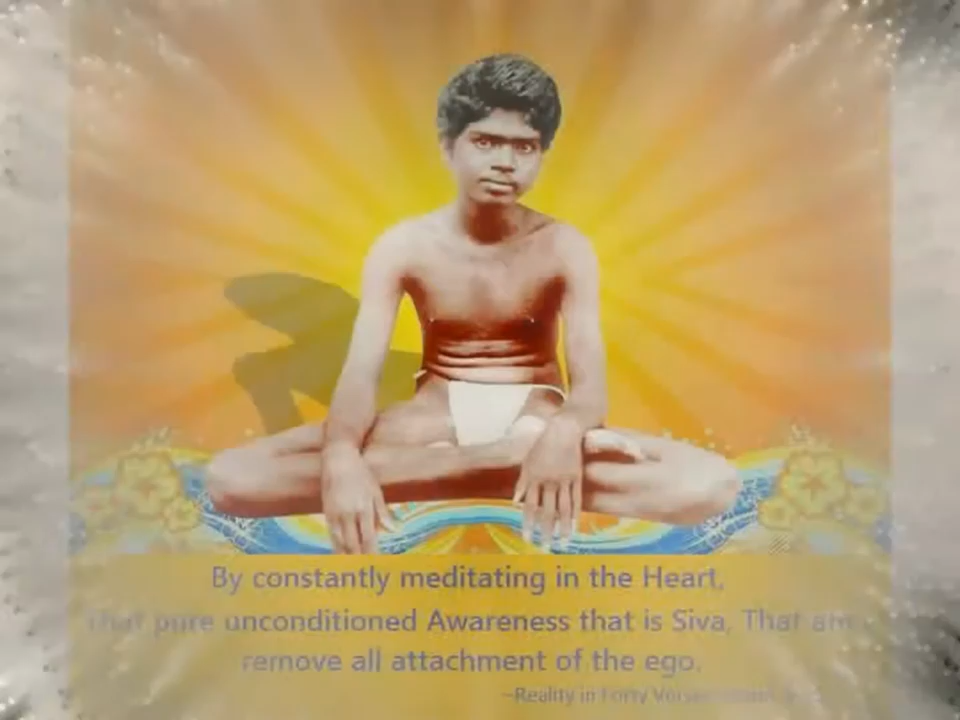 By constantly meditating in the Heart,
That pure unconditioned Awareness that is Siva, That am
remove all attachment of the ego.
~Reality in Forty